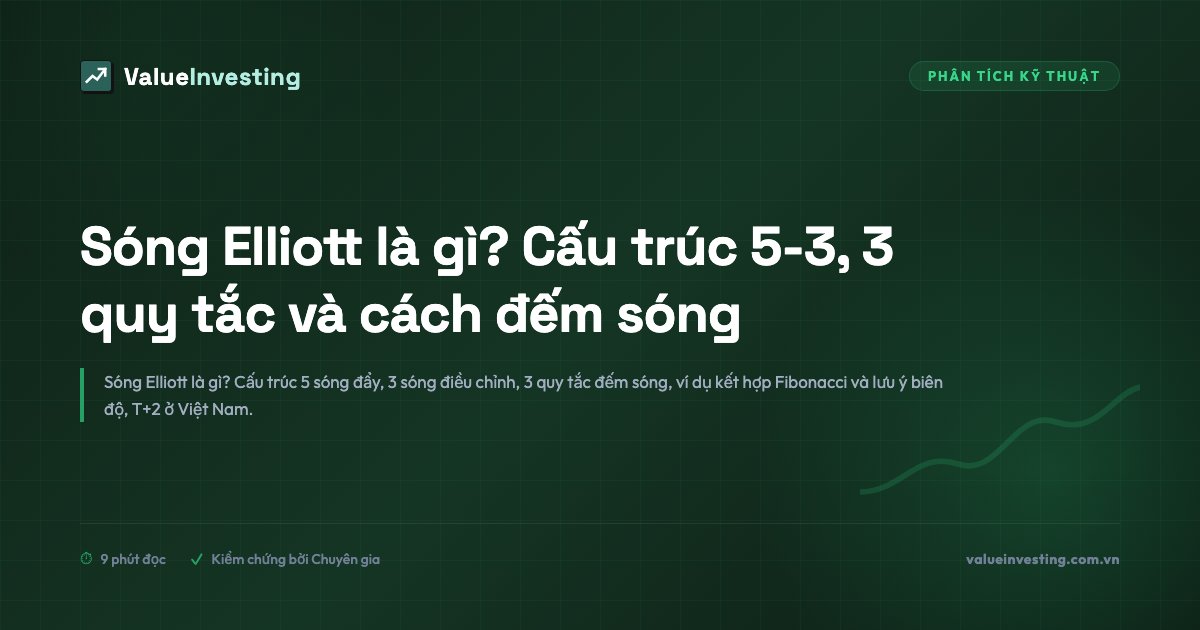 ValueInvesting
PHÂN TÍCH KỸ THUẬT
Sóng Elliott là gì? Cấu trúc 5-3, 3
quy tắc và cách đếm sóng
Sóng Elliott là gì? Cấu trúc 5 sóng đẩy, 3 sóng điều chỉnh, 3 quy tắc đếm sóng, ví dụ kết hợp Fibonacci và lưu ý biên
độ, T+2 ở Việt Nam.
9 phút đọc
Kiểm chứng bởi Chuyên gia
valueinvesting.com.vn